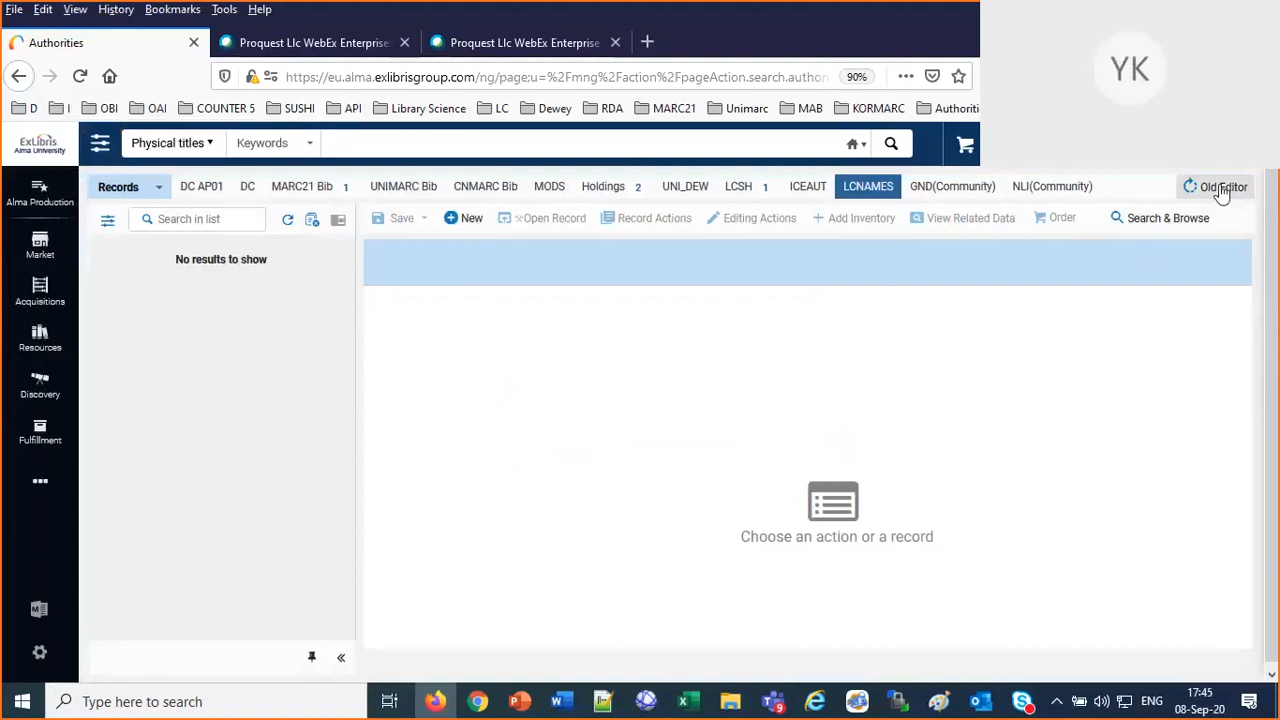 File Edit View History Bookmarks Tools Help
YK
Authorities
Proquest Llc WebEx Enterprise
Proquest Llc WebEx Enterprise
https://eu.alma.exlibrisgroup.com/ng/page;u=%2Fmng%2Faction%2FpageAction.search.author
90%
D I OBI OAI COUNTER 5 SUSHI API Library Science LC Dewey RDA MARC21 Unimarc MAB KORMARC Authoriti
ExLibris
Alma University
Physical titles Keywords
Records DC AP01 DC MARC21 Bib 1 UNIMARC Bib CNMARC Bib MODS Holdings 2 UNI_DEW LCSH 1 ICEAUT LCNAMES GND(Community) NLI(Community) Old Editor
Alma Production
Search in list
Save New Open Record Record Actions Editing Actions Add Inventory View Related Data Order Search & Browse
Market
No results to show
Acquisitions
Resources
Discovery
Fulfillment
Choose an action or a record
Type here to search
ENG
17:45
08-Sep-20